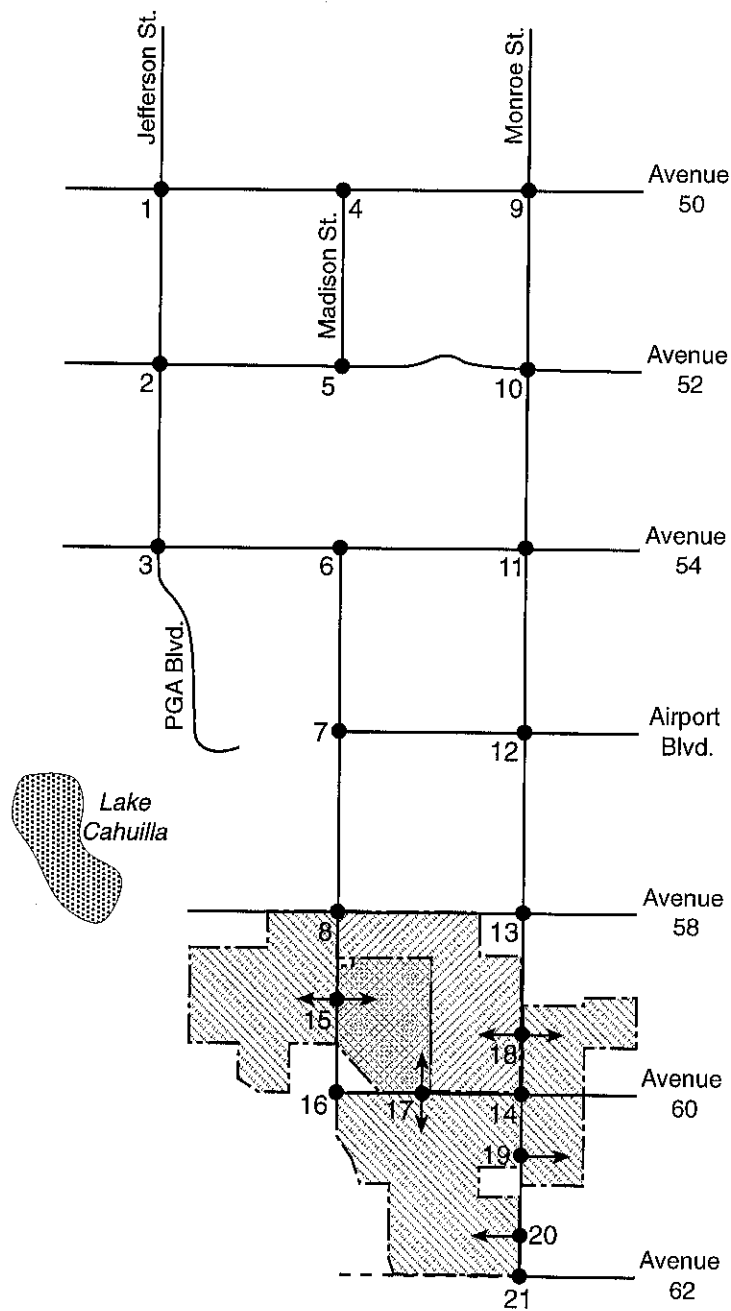 Jefferson St.
Monroe St.
Avenue
50
1
4
9
Madison St.
Avenue
52
2
5
10
Avenue
54
3
6
11
PGA Blvd.
Airport
Blvd.
7
12
Lake
Cahuilla
Avenue
58
8
13
15
18
Avenue
60
16
17
14
19
20
Avenue
62
21